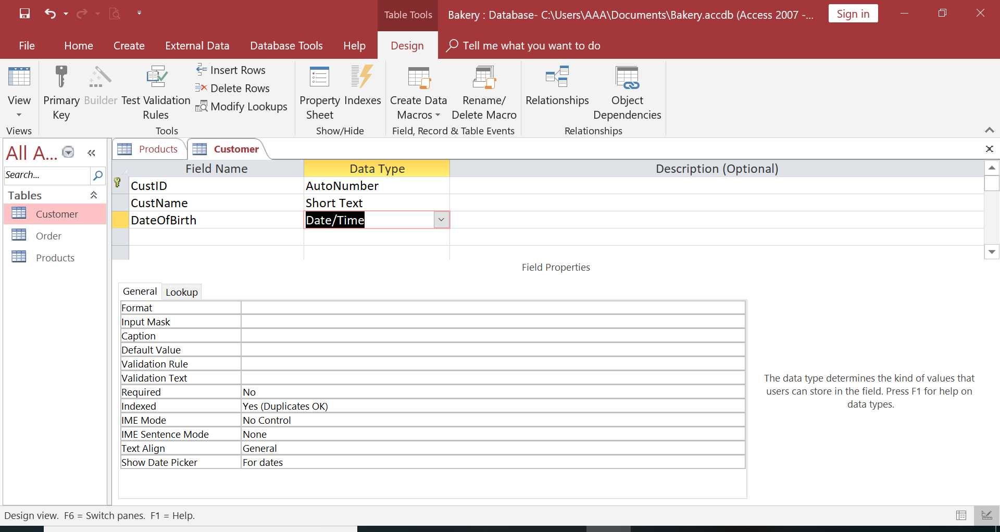 Table Tools
Bakery : Database- C:\Users\AAA\Documents\Bakery.accdb (Access 2007 -...
Sign in
File
Home
Create
External Data
Database Tools
Help
Design
Tell me what you want to do
View
Primary Key
Builder
Test Validation Rules
Insert Rows
Delete Rows
Modify Lookups
Property Sheet
Indexes
Create Data Macros
Rename/ Delete Macro
Relationships
Object Dependencies
Views
Tools
Show/Hide
Field, Record & Table Events
Relationships
All A...
Search...
Tables
Customer
Order
Products
Products
Customer
Field Name
Data Type
Description (Optional)
CustID
AutoNumber
CustName
Short Text
DateOfBirth
Date/Time
Field Properties
General
Lookup
Format
Input Mask
Caption
Default Value
Validation Rule
Validation Text
Required
No
Indexed
Yes (Duplicates OK)
IME Mode
No Control
IME Sentence Mode
None
Text Align
General
Show Date Picker
For dates
The data type determines the kind of values that
users can store in the field. Press F1 for help on
data types.
Design view.  F6 = Switch panes.  F1 = Help.